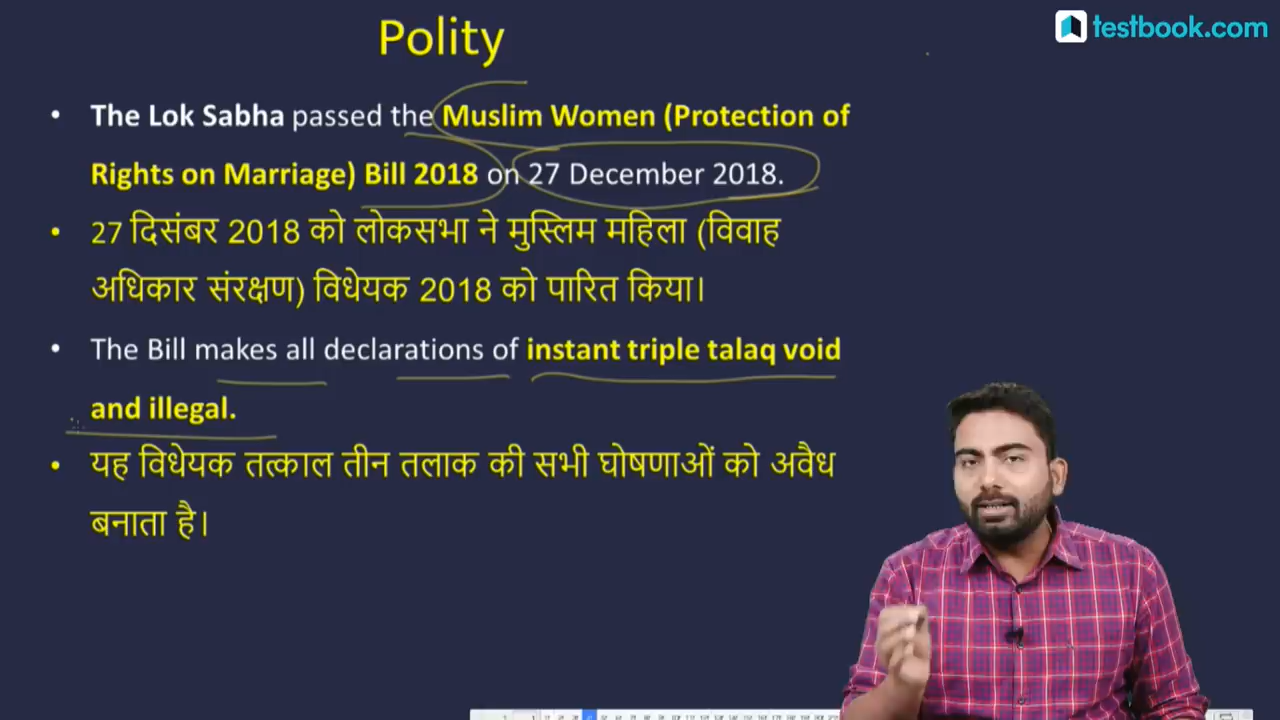 Polity
testbook.com
• The Lok Sabha passed the Muslim Women (Protection of
Rights on Marriage) Bill 2018 on 27 December 2018.
• 27 दिसंबर 2018 को लोकसभा ने मुस्लिम महिला (विवाह
अधिकार संरक्षण) विधेयक 2018 को पारित किया।
• The Bill makes all declarations of instant triple talaq void
and illegal.
• यह विधेयक तत्काल तीन तलाक की सभी घोषणाओं को अवैध
बनाता है।